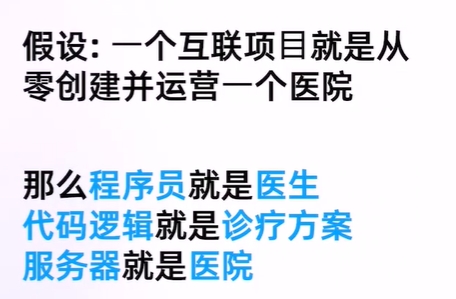 假设：一个互联项目就是从
零创建并运营一个医院
那么程序员就是医生
代码逻辑就是诊疗方案
服务器就是医院